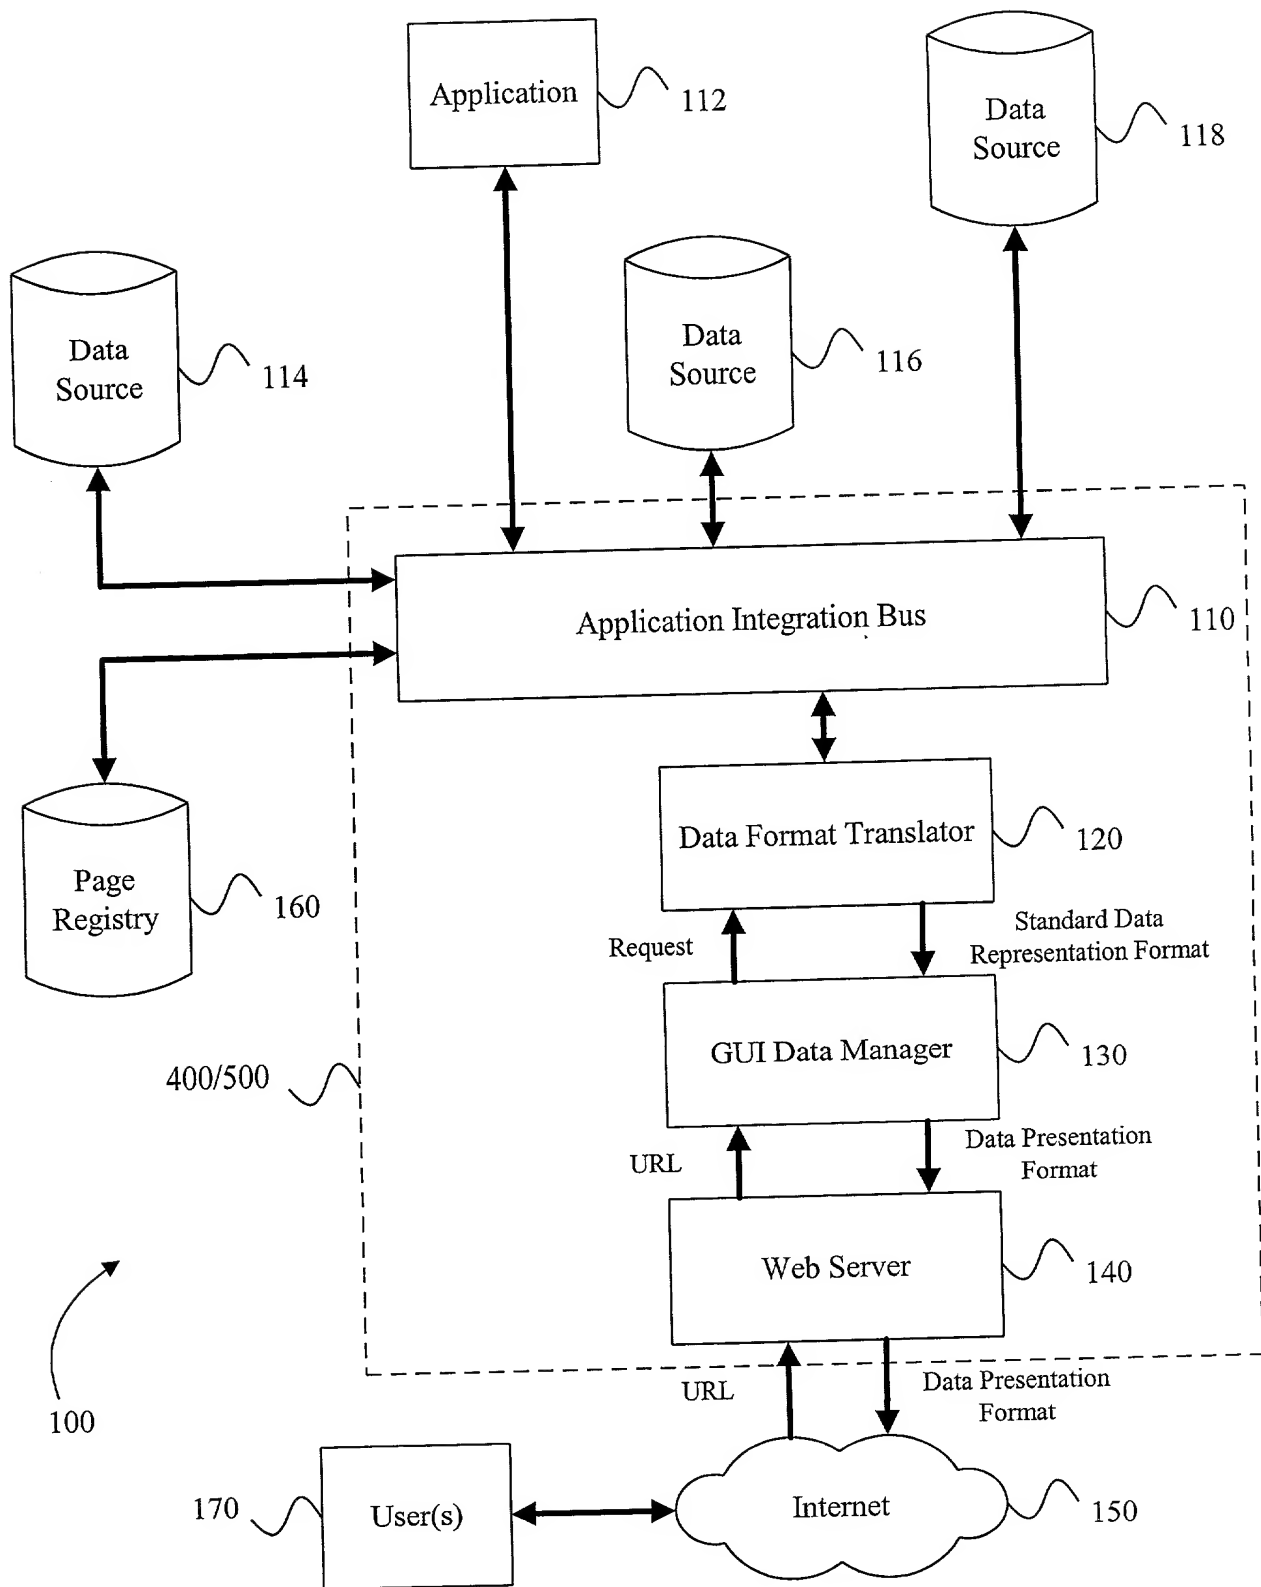 Application
112
Data
Source
118
Data
Source
114
Data
Source
116
Application Integration Bus
110
Data Format Translator
120
Page
Registry
160
Request
Standard Data
Representation Format
GUI Data Manager
130
400/500
URL
Data Presentation
Format
Web Server
140
100
URL
Data Presentation
Format
170
User(s)
Internet
150